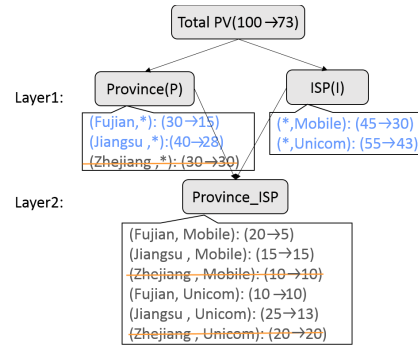 Total PV(100→73)
Layer1:
Province(P)
ISP(I)
(Fujian,*): (30→15)
(Jiangsu,*):(40→28)
(Zhejiang ,*): (30→30)
(*,Mobile): (45→30)
(*,Unicom): (55→43)
Layer2:
Province_ISP
(Fujian, Mobile): (20→5)
(Jiangsu , Mobile): (15→15)
(Zhejiang , Mobile): (10→10)
(Fujian, Unicom): (10→10)
(Jiangsu , Unicom): (25→13)
(Zhejiang , Unicom): (20→20)